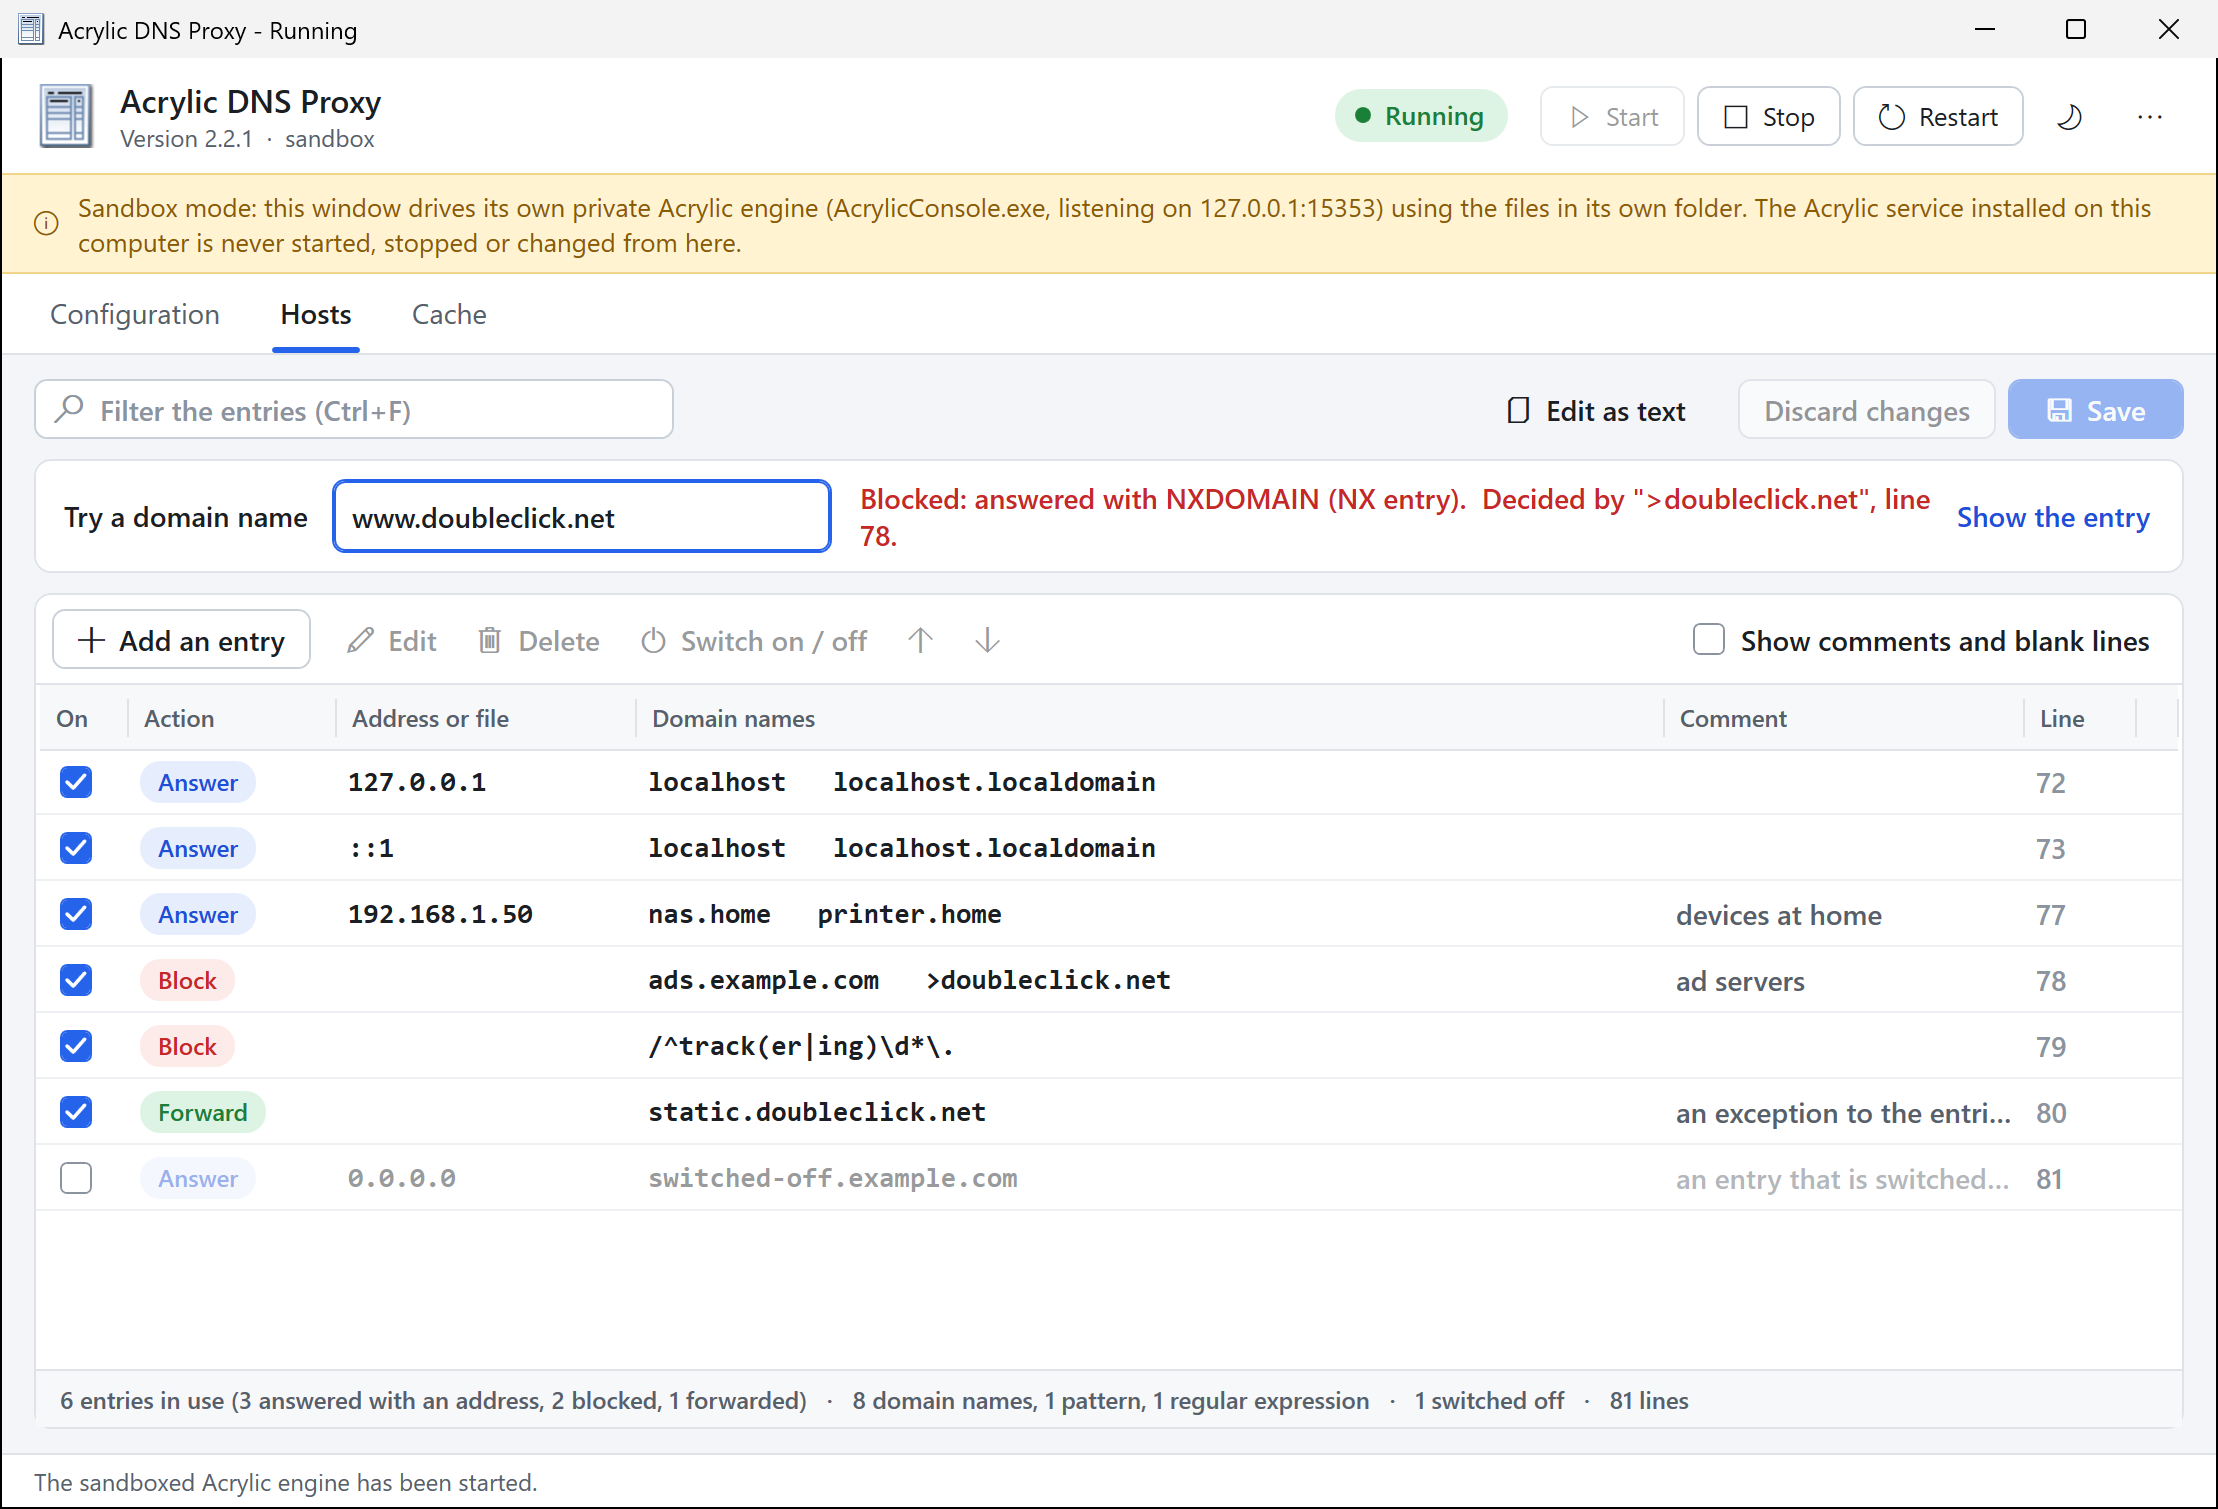 Acrylic DNS Proxy - Running
Acrylic DNS Proxy
Version 2.2.1 · sandbox
Running
Start
Stop
Restart
Sandbox mode: this window drives its own private Acrylic engine (AcrylicConsole.exe, listening on 127.0.0.1:15353) using the files in its own folder. The Acrylic service installed on this
computer is never started, stopped or changed from here.
Configuration Hosts Cache
Filter the entries (Ctrl+F)
Edit as text
Discard changes
Save
Try a domain name
www.doubleclick.net
Blocked: answered with NXDOMAIN (NX entry). Decided by ">doubleclick.net", line
78.
Show the entry
Add an entry
Edit
Delete
Switch on / off
Show comments and blank lines
On Action Address or file Domain names Comment Line
Answer 127.0.0.1 localhost localhost.localdomain 72
Answer ::1 localhost localhost.localdomain 73
Answer 192.168.1.50 nas.home printer.home devices at home 77
Block ads.example.com >doubleclick.net ad servers 78
Block /^track(er|ing)\d*\. 79
Forward static.doubleclick.net an exception to the entri... 80
Answer 0.0.0.0 switched-off.example.com an entry that is switched... 81
6 entries in use (3 answered with an address, 2 blocked, 1 forwarded) · 8 domain names, 1 pattern, 1 regular expression · 1 switched off · 81 lines
The sandboxed Acrylic engine has been started.